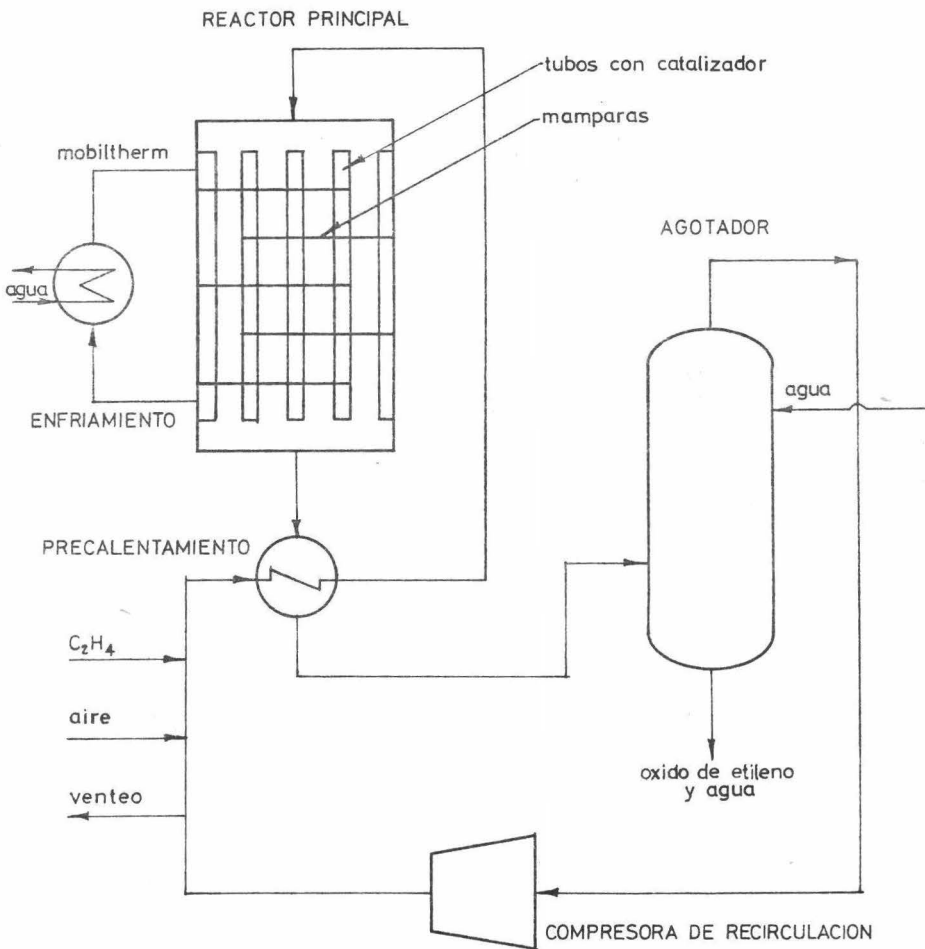 REACTOR PRINCIPAL
tubos con catalizador
mamparas
mobiltherm
AGOTADOR
agua
agua
ENFRIAMIENTO
PRECALENTAMIENTO
C₂H₄
aire
oxido de etileno
y agua
venteo
COMPRESORA DE RECIRCULACION